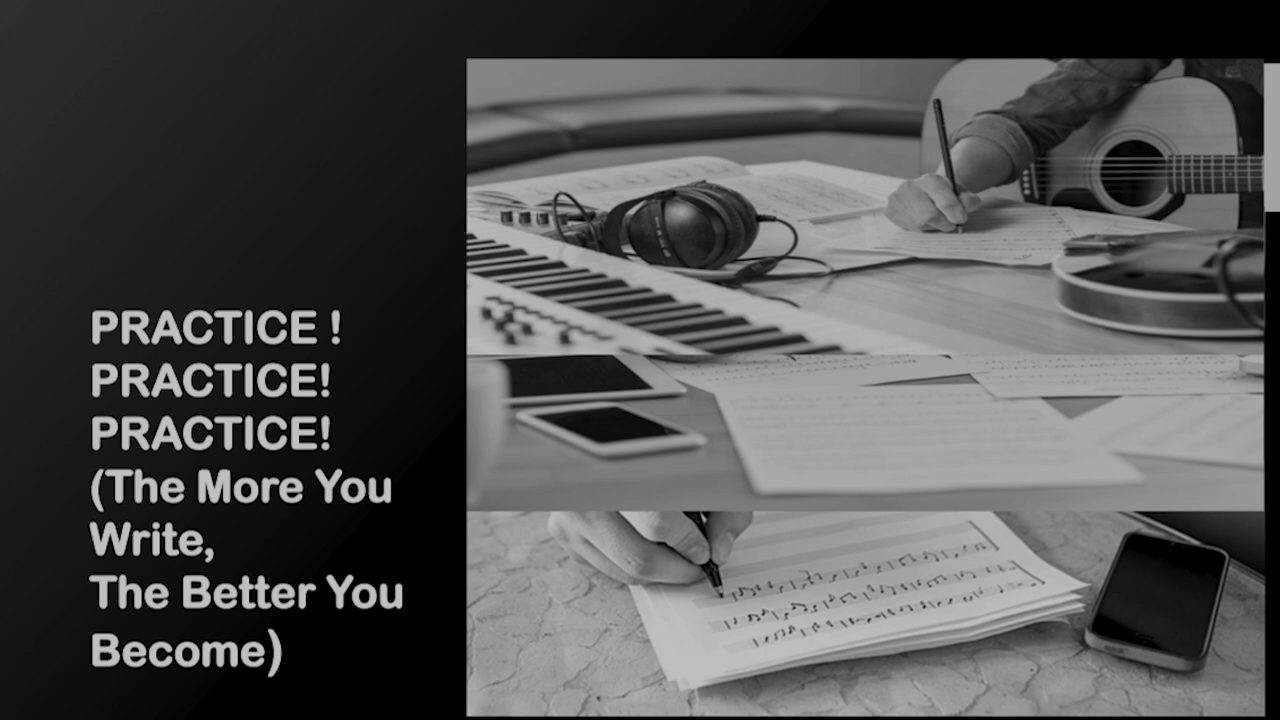 PRACTICE !
PRACTICE!
PRACTICE!
(The More You
Write,
The Better You
Become)